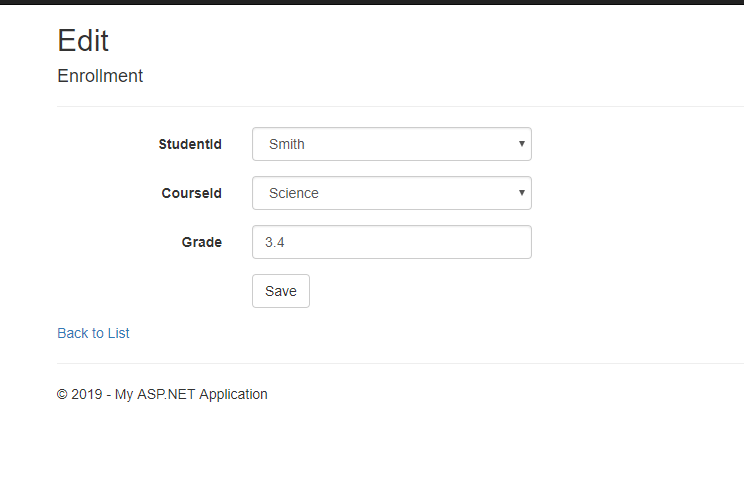 Edit
Enrollment
StudentId Smith
CourseId Science
Grade 3.4
Save
Back to List
© 2019 - My ASP.NET Application